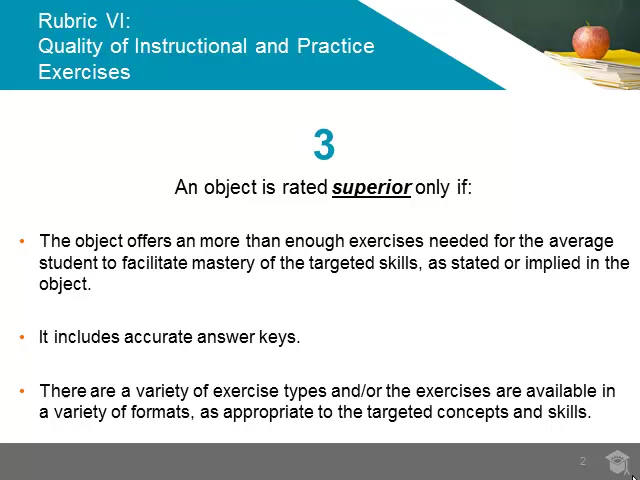 Rubric VI:
Quality of Instructional and Practice
Exercises
3
An object is rated superior only if:
• The object offers an more than enough exercises needed for the average
student to facilitate mastery of the targeted skills, as stated or implied in the
object.
• It includes accurate answer keys.
• There are a variety of exercise types and/or the exercises are available in
a variety of formats, as appropriate to the targeted concepts and skills.
2